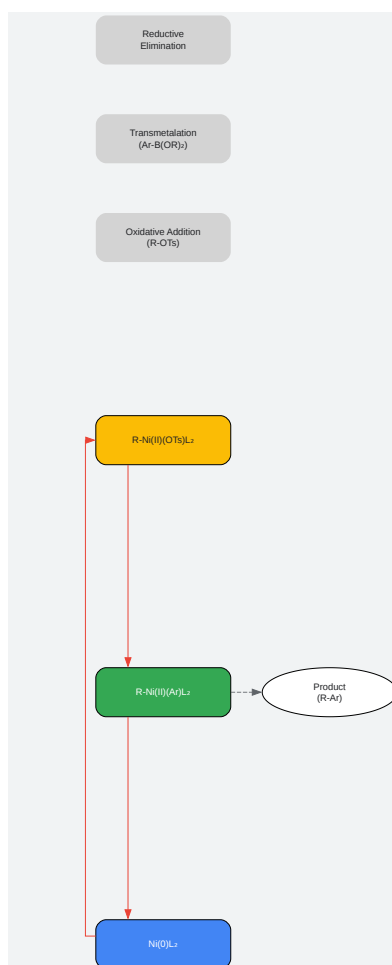 Reductive
Elimination
Transmetalation
(Ar-B(OR)₂)
Oxidative Addition
(R-OTs)
R-Ni(II)(OTs)L₂
R-Ni(II)(Ar)L₂
Product
(R-Ar)
Ni(0)L₂